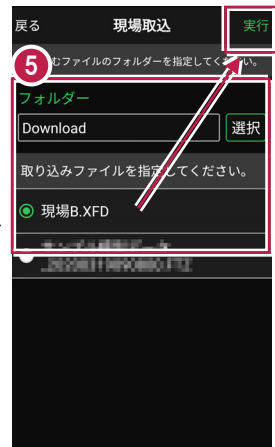 戻る 現場取込 実行
むファイルのフォルダーを指定してください。
5
フォルダー
Download 選択
取り込みファイルを指定してください。
現場B.XFD